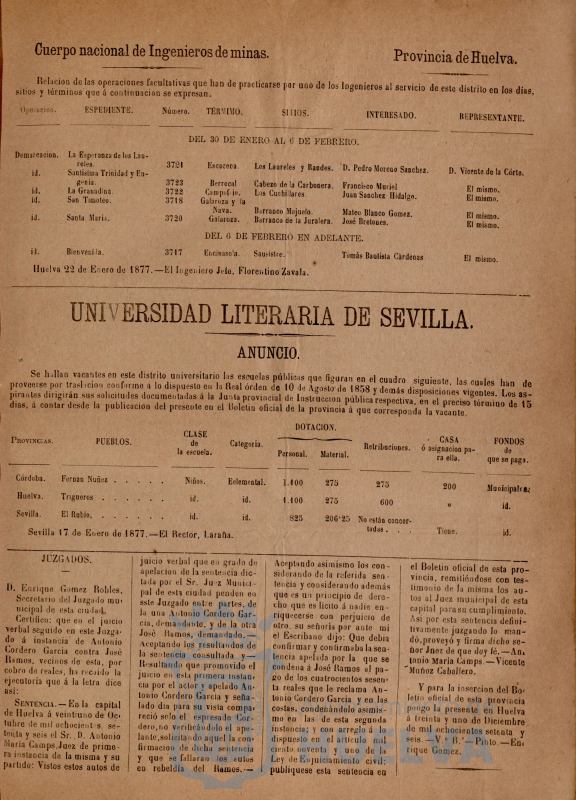 Cuerpo nacional de Ingenieros de minas. Provincia de Huelva.
Relacion de las operaciones facultativas que han de practicarse por uno de los Ingenieros al servicio de este distrito en los dias,
sitios y términos que á continuacion se expresan.
Operacion. EXPEDIENTE. Número. TÉRMINO. SITIOS. INTERESADO. REPRESENTANTE.
DEL 30 DE ENERO AL 6 DE FEBRERO.
Demarcacion. La Esperanza de los Lau-
reles. 3721 Escacena. Los Laureles y Raudes. D. Pedro Moreno Sanchez. D. Vicente de la Córte.
id. Santisima Trinidad y Eu-
genia. 3723 Berrocal Cabezo de la Carbonera. Francisco Muriel El mismo.
id. La Granadina. 3722 Campofrio. Los Cuchillares. Juan Sanchez Hidalgo. El mismo.
id. San Timoteo. 3718 Galaroza y la
Nava. Barranco Majuelo. Mateo Blanco Gomez. El mismo.
id. Santa Maria. 3720 Galaroza. Barranco de la Juralera. José Bretones. El mismo.
DEL 6 DE FEBRERO EN ADELANTE.
id. Bienvenida. 3717 Encinasola. Sausistre. Tomás Bautista Cárdenas El mismo.
Huelva 22 de Enero de 1877.—El Ingeniero Jefe, Florentino Zavala.
UNIVERSIDAD LITERARIA DE SEVILLA.
ANUNCIO.
Se hallan vacantes en este distrito universitario las escuelas públicas que figuran en el cuadro siguiente, las cuales han de
proveerse por traslacion conforme á lo dispuesto en la Real órden de 10 de Agosto de 1858 y demás disposiciones vigentes. Los as-
pirantes dirigirán sus solicitudes documentadas á la Junta provincial de Instruccion pública respectiva, en el preciso término de 15
dias, á contar desde la publicacion del presente en el Boletin oficial de la provincia á que corresponda la vacante.
PROVINCIAS. PUEBLOS. CLASE de la escuela. Categoria. DOTACION. Personal. Material. Retribuciones. CASA ó asignacion para ella. FONDOS de que se paga.
Córdoba. Fernan Nuñez . . . . . Niños. Eelemental. 1.100 275 275 200 Municipales
Huelva. Trigueros . . . . . . id. id. 1.100 275 600 » id.
Sevilla. El Rubio. . . . . . . id. id. 825 206'25 No están concer-
tadas . . . Tiene. id.
Sevilla 17 de Enero de 1877.—El Rector, Laraña.
JUZGADOS.
D. Enrique Gomez Robles,
Secretario del Juzgado mu-
nicipal de esta ciudad.
Certifico: que en el juicio
verbal seguido en este Juzga-
do á instancia de Antonio
Cordero Garcia contra José
Ramos, vecinos de esta, por
cobro de reales, ha recaido la
ejecutoria que á la letra dice
asi:
SENTENCIA.—En la capital
de Huelva á veintiuno de Oc-
tubre de mil ochocientos se-
tenta y seis el Sr. D. Antonio
Maria Camps Juez de prime-
ra instancia de la misma y su
partido: Vistos estos autos de
juicio verbal que en grado de
apelacion de la sentencia dic-
tada por el Sr. Juez Munici-
pal de esta ciudad penden en
este Juzgado entre partes, de
la una Antonio Cordero Gar-
cia, demandante, y de la otra
José Ramos, demandado.—
Aceptando los resultados de
la sentencia consultada y.—
Resultando que promovido el
juicio en esta primera instan-
cia por el actor y apelado An-
tonio Cordero Garcia y seña-
lado dia para su vista compa-
reció solo el expresado Cor-
dero, no verificándolo el ape-
lante, solicitando aquel la con-
firmacion de dicha sentencia
y que se fallaran los autos
en rebeldía del Ramos.—
Aceptando asimismo los con-
siderando de la referida sen-
tencia y considerando además
que es un principio de dere-
cho que es licito á nadie en-
riquecerse con perjuicio de
otro, su señoría por ante mí
el Escribano dijo: Que debia
confirmar y confirmaba la sen-
tencia apelada por la que se
condena á José Ramos al pa-
go de los cuatrocientos sesen-
ta reales que le reclama An-
tonio Cordero Garcia y en las
costas, condenándolo asimis-
mo en las de esta segunda
instancia; y con arreglo á lo
dispuesto en el artículo mil
ciento noventa y uno de la
Ley de Enjuiciamiento civil;
publiquese esta sentencia en
el Boletin oficial de esta pro-
vincia, remitiéndose con tes-
timonio de la misma los au-
tos al Juez municipal de esta
capital para su cumplimiento.
Asi por esta sentencia defini-
tivamente juzgando lo man-
dó, proveyó y firma dicho se-
ñor Juez de que doy fé.—An-
tonio Maria Camps.—Vicente
Muñoz Caballero.
Y para la insercion del Bo-
letin oficial de esta provincia
pongo la presente en Huelva
á treinta y uno de Diciembre
de mil ochocientos setenta y
seis.—V.º B.º—Pinto.—En-
rique Gomez.
HUELVA